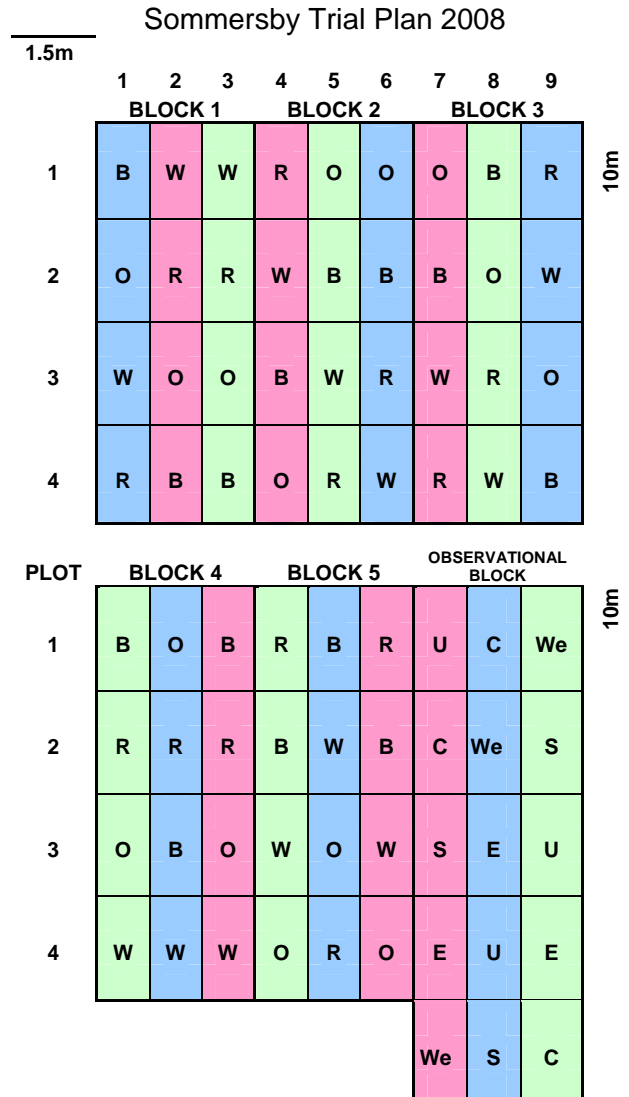 Sommersby Trial Plan 2008
1.5m
1 2 3 4 5 6 7 8 9
BLOCK 1 BLOCK 2 BLOCK 3
10m
1 B W W R O O O B R
2 O R R W B B B O W
3 W O O B W R W R O
4 R B B O R W R W B
PLOT BLOCK 4 BLOCK 5 OBSERVATIONAL
BLOCK
10m
1 B O B R B R U C We
2 R R R B W B C We S
3 O B O W O W S E U
4 W W W O R O E U E
We S C